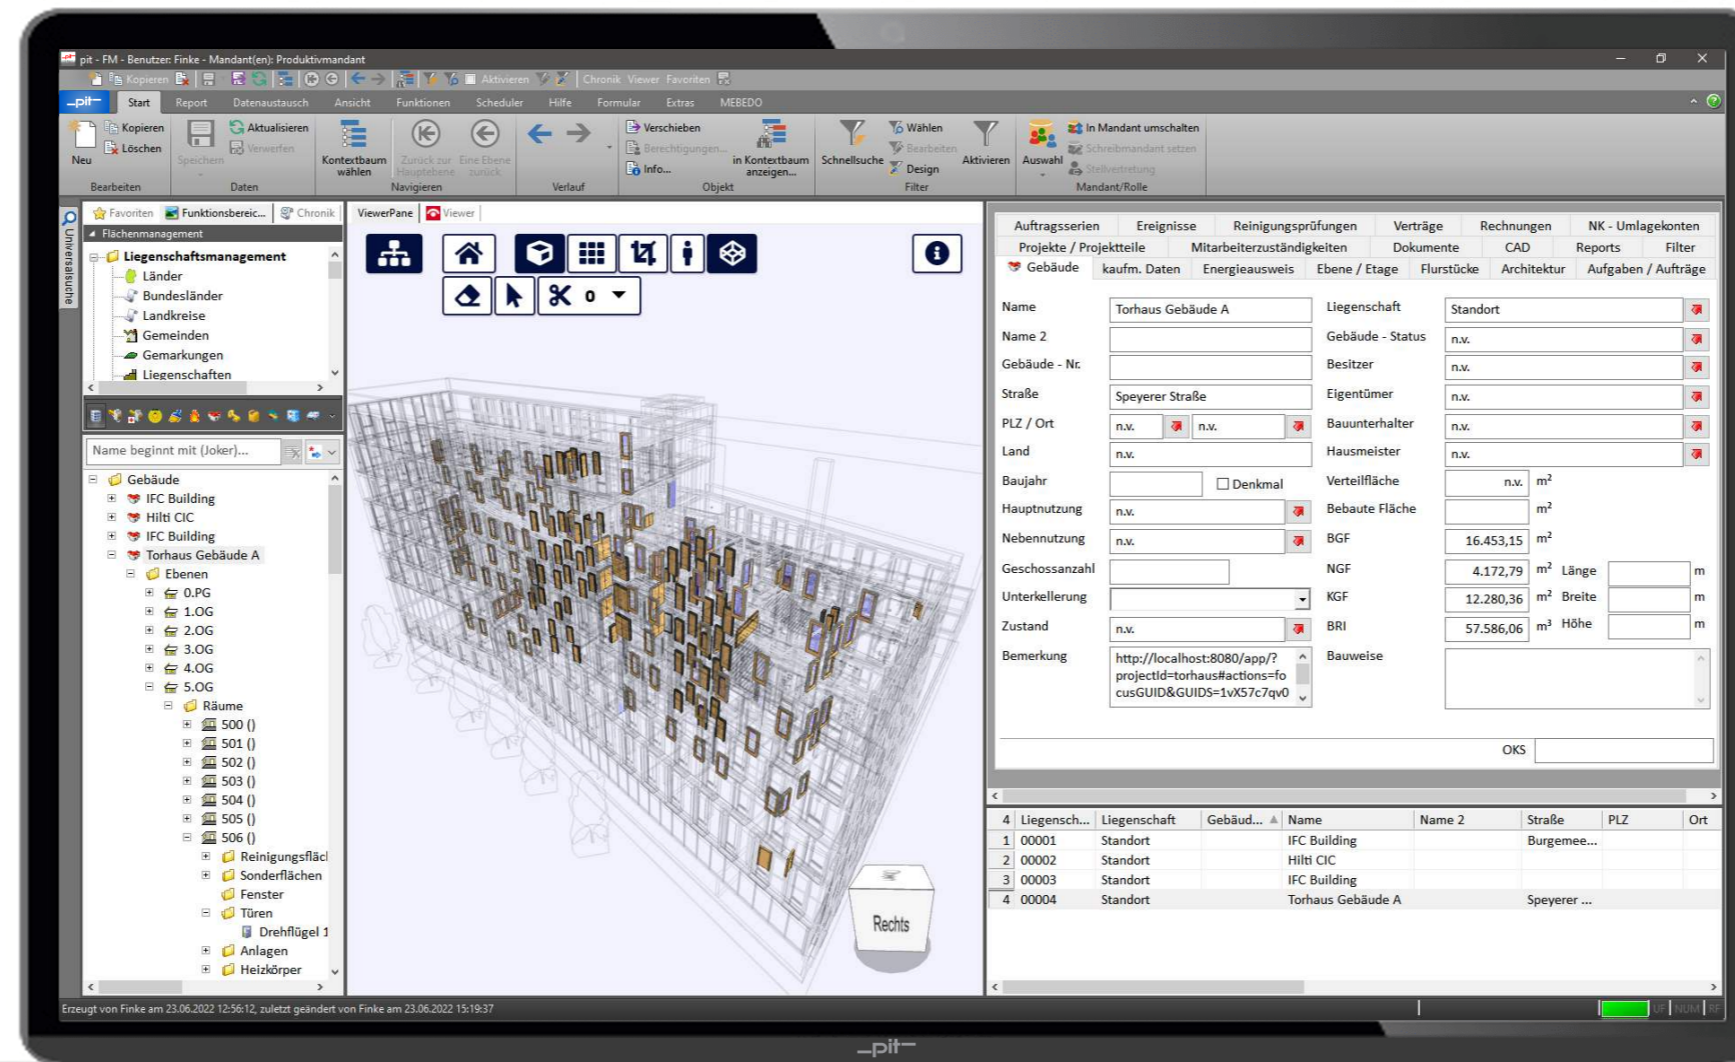 pit - FM - Benutzer: Finke - Mandant(en): Produktivmandant
Kopieren Aktivieren Chronik Viewer Favoriten
pit Start Report Datenaustausch Ansicht Funktionen Scheduler Hilfe Formular Extras MEBEDO
Neu Kopieren Löschen Bearbeiten
Speichern Aktualisieren Verwerfen Daten
Kontextbaum wählen Zurück zur Hauptebene Eine Ebene zurück Navigieren
Verlauf
Verschieben Berechtigungen... Info... in Kontextbaum anzeigen... Objekt
Schnellsuche Wählen Bearbeiten Design Aktivieren Filter
Auswahl In Mandant umschalten Schreibmandant setzen Stellvertretung Mandant/Rolle
Universalsuche
Favoriten Funktionsbereic... Chronik
Flächenmanagement
Liegenschaftsmanagement
Länder
Bundesländer
Landkreise
Gemeinden
Gemarkungen
Liegenschaften
Name beginnt mit (Joker)...
Gebäude
IFC Building
Hilti CIC
IFC Building
Torhaus Gebäude A
Ebenen
0.PG
1.OG
2.OG
3.OG
4.OG
5.OG
Räume
500 ()
501 ()
502 ()
503 ()
504 ()
505 ()
506 ()
Reinigungsfläcl
Sonderflächen
Fenster
Türen
Drehflügel 1
Anlagen
Heizkörper
ViewerPane Viewer
0
Rechts
Auftragsserien Ereignisse Reinigungsprüfungen Verträge Rechnungen NK - Umlagekonten
Projekte / Projektteile Mitarbeiterzuständigkeiten Dokumente CAD Reports Filter
Gebäude kaufm. Daten Energieausweis Ebene / Etage Flurstücke Architektur Aufgaben / Aufträge
Name Torhaus Gebäude A Liegenschaft Standort
Name 2 Gebäude - Status n.v.
Gebäude - Nr. Besitzer n.v.
Straße Speyerer Straße Eigentümer n.v.
PLZ / Ort n.v. n.v. Bauunterhalter n.v.
Land n.v. Hausmeister n.v.
Baujahr Denkmal Verteilfläche n.v. m²
Hauptnutzung n.v. Bebaute Fläche m²
Nebennutzung n.v. BGF 16.453,15 m²
Geschossanzahl NGF 4.172,79 m² Länge m
Unterkellerung KGF 12.280,36 m² Breite m
Zustand n.v. BRI 57.586,06 m³ Höhe m
Bemerkung http://localhost:8080/app/? Bauweise
projectId=torhaus#actions=fo
cusGUID&GUIDS=1vX57c7qv0
OKS
4 Liegensch... Liegenschaft Gebäud... Name Name 2 Straße PLZ Ort
1 00001 Standort IFC Building Burgemee...
2 00002 Standort Hilti CIC
3 00003 Standort IFC Building
4 00004 Standort Torhaus Gebäude A Speyerer ...
Erzeugt von Finke am 23.06.2022 12:56:12, zuletzt geändert von Finke am 23.06.2022 15:19:37
UF NUM RF
pit